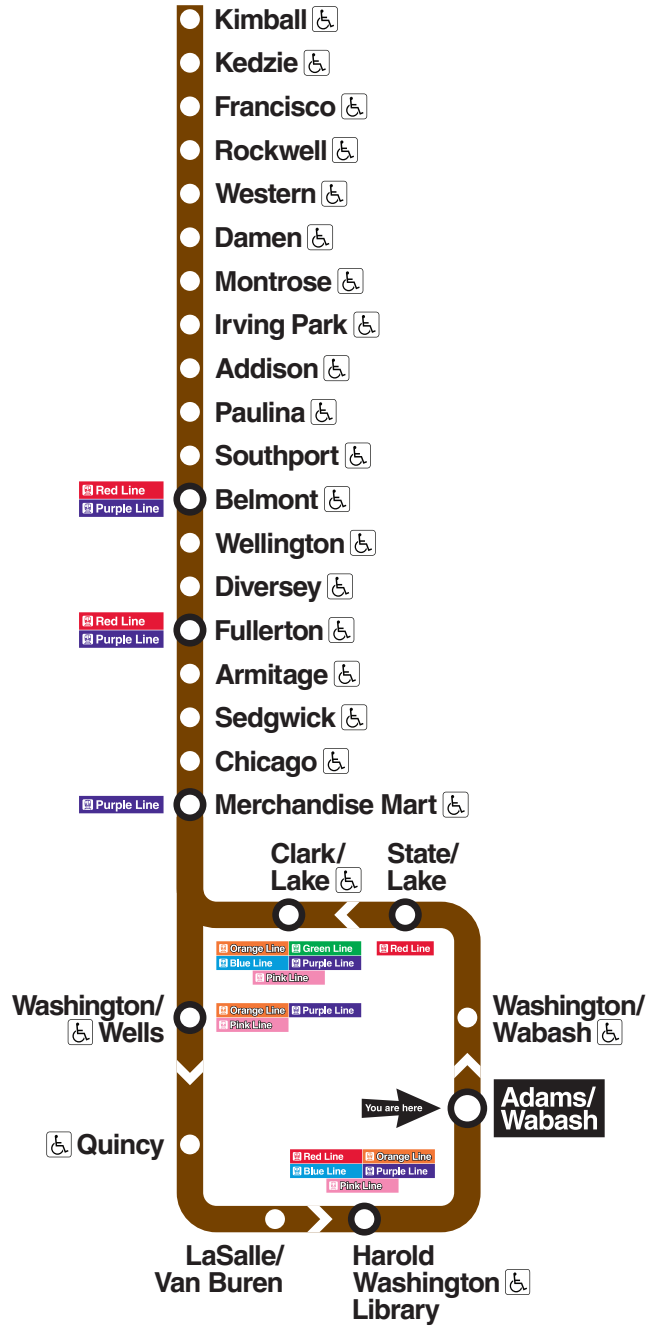 Kimball
Kedzie
Francisco
Rockwell
Western
Damen
Montrose
Irving Park
Addison
Paulina
Southport
Red Line
Purple Line
Belmont
Wellington
Diversey
Red Line
Purple Line
Fullerton
Armitage
Sedgwick
Chicago
Purple Line
Merchandise Mart
Clark/
Lake
State/
Lake
Orange Line Green Line
Blue Line Purple Line
Pink Line
Red Line
Washington/
Wells
Orange Line Purple Line
Pink Line
Washington/
Wabash
You are here
Adams/
Wabash
Quincy
Red Line Orange Line
Blue Line Purple Line
Pink Line
LaSalle/
Van Buren
Harold
Washington
Library